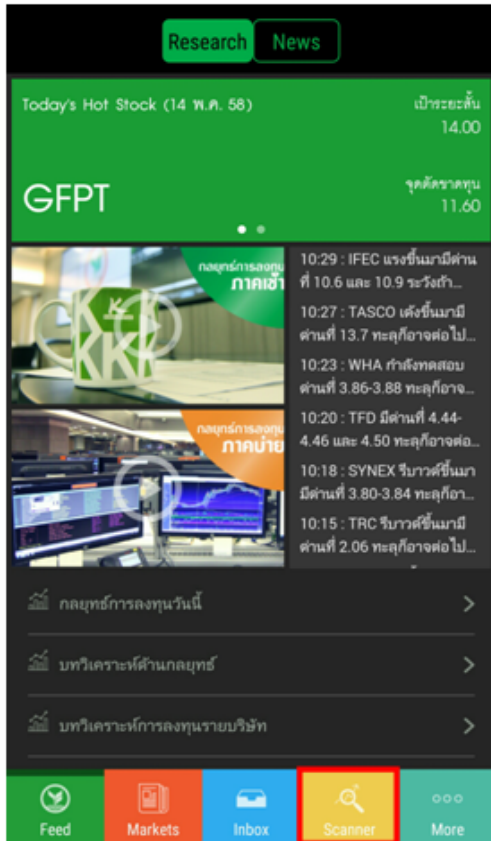 Research News
Today's Hot Stock (14 พ.ค. 58)
เป้าระยะสั้น
14.00
GFPT
จุดตัดขาดทุน
11.60
กลยุทธ์การลงทุน
ภาคเช้า
K
KKK
กลยุทธ์การลงทุน
ภาคบ่าย
10:29 : IFEC แรงขึ้นมามีด่าน
ที่ 10.6 และ 10.9 ระวังถ้า...
10:27 : TASCO เด้งขึ้นมามี
ด่านที่ 13.7 ทะลุก็อาจต่อไป...
10:23 : WHA กำลังทดสอบ
ด่านที่ 3.86-3.88 ทะลุก็อาจ...
10:20 : TFD มีด่านที่ 4.44-
4.46 และ 4.50 ทะลุก็อาจต่อ...
10:18 : SYNEX รีบาวด์ขึ้นมา
มีด่านที่ 3.80-3.84 ทะลุก็อา...
10:15 : TRC รีบาวด์ขึ้นมามี
ด่านที่ 2.06 ทะลุก็อาจต่อไป...
กลยุทธ์การลงทุนวันนี้
บทวิเคราะห์ด้านกลยุทธ์
บทวิเคราะห์การลงทุนรายบริษัท
Feed Markets Inbox Scanner More